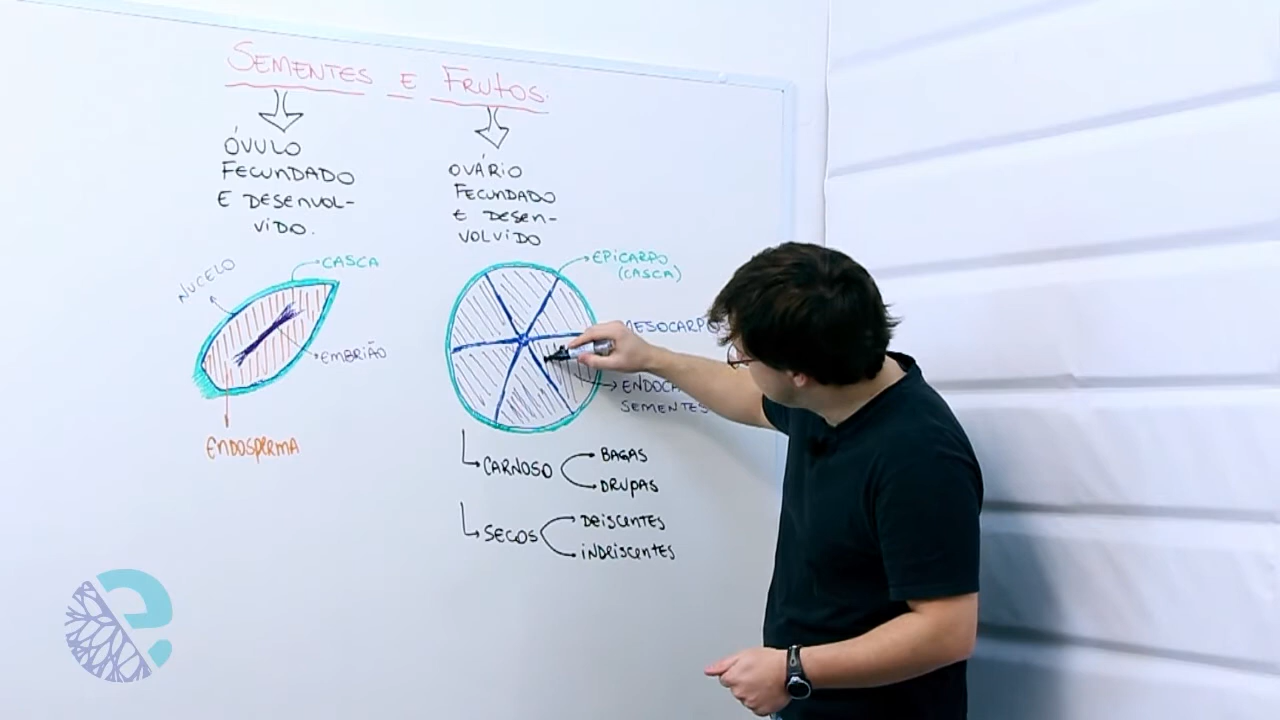 SEMENTES E FRUTOS.
ÓVULO
FECUNDADO
E DESENVOL-
VIDO.
OVÁRIO
FECUNDADO
E DESEN-
VOLVIDO
NUCELO
CASCA
EMBRIÃO
ENDOSPERMA
EPICARPO
(CASCA)
MESOCARPO
SEMENTES
CARNOSO
BAGAS
DRUPAS
SECOS
DEISCENTES
INDEISCENTES
e